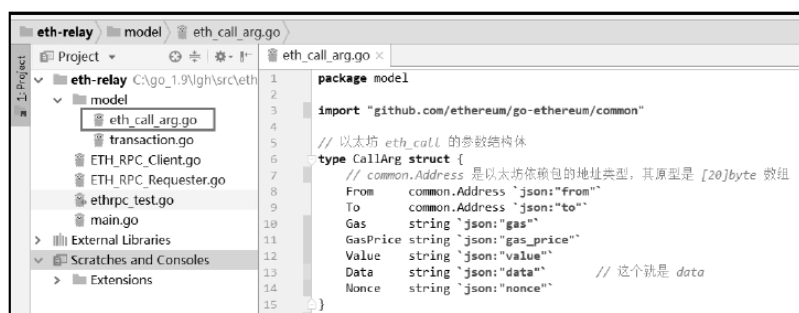 eth-relay model eth_call_arg.go
1: Project
Project
eth-relay C:\go_1.9\lgh\src\eth
model
eth_call_arg.go
transaction.go
ETH_RPC_Client.go
ETH_RPC_Requester.go
ethrpc_test.go
main.go
External Libraries
Scratches and Consoles
Extensions
eth_call_arg.go ×
1 package model
2
3 import "github.com/ethereum/go-ethereum/common"
4
5 // 以太坊 eth_call 的参数结构体
6 type CallArg struct {
7 // common.Address 是以太坊依赖包的地址类型，其原型是 [20]byte 数组
8 From common.Address `json:"from"`
9 To common.Address `json:"to"`
10 Gas string `json:"gas"`
11 GasPrice string `json:"gas_price"`
12 Value string `json:"value"`
13 Data string `json:"data"` // 这个就是 data
14 Nonce string `json:"nonce"`
15 }